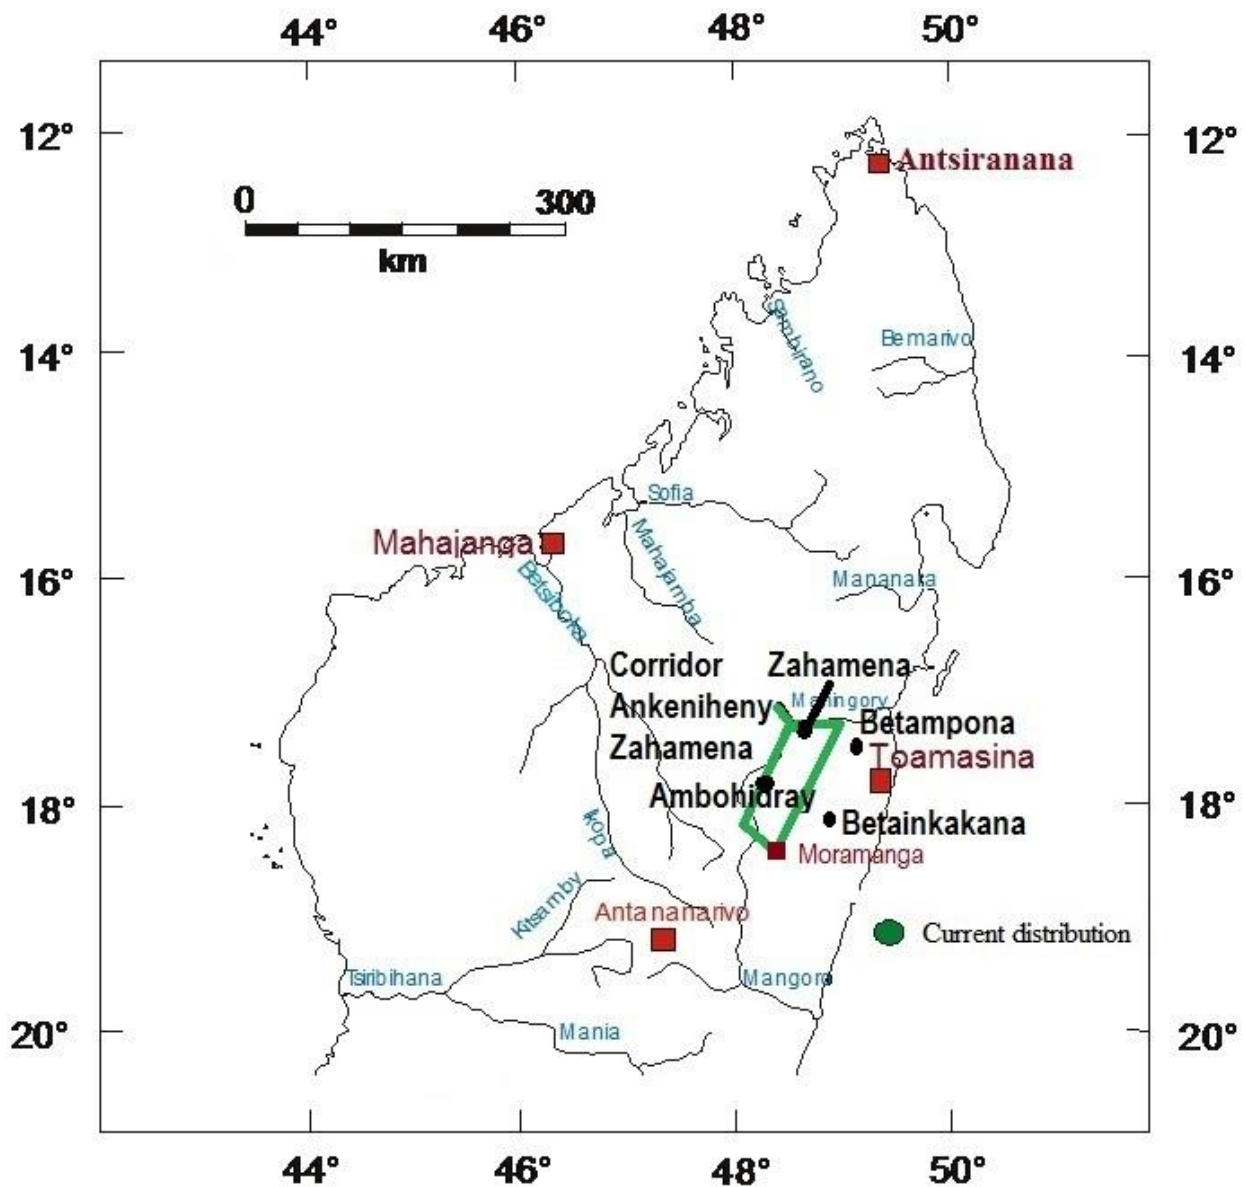 44° 46° 48° 50°
12° 12°
Antsiranana
0 300
km
Sambirano
Bemarivo
14° 14°
Sofia
Mahajanga
Mahajamba
Betsiboka
16° 16°
Mananara
Corridor Zahamena
Ankeniheny Maningory
Betampona
Zahamena Toamasina
Ambohidray
18° 18°
Ikopa
Betainkakana
Moramanga
Kitsamby
Antananarivo
Current distribution
Tsiribihana
Mangoro
Mania
20° 20°
44° 46° 48° 50°